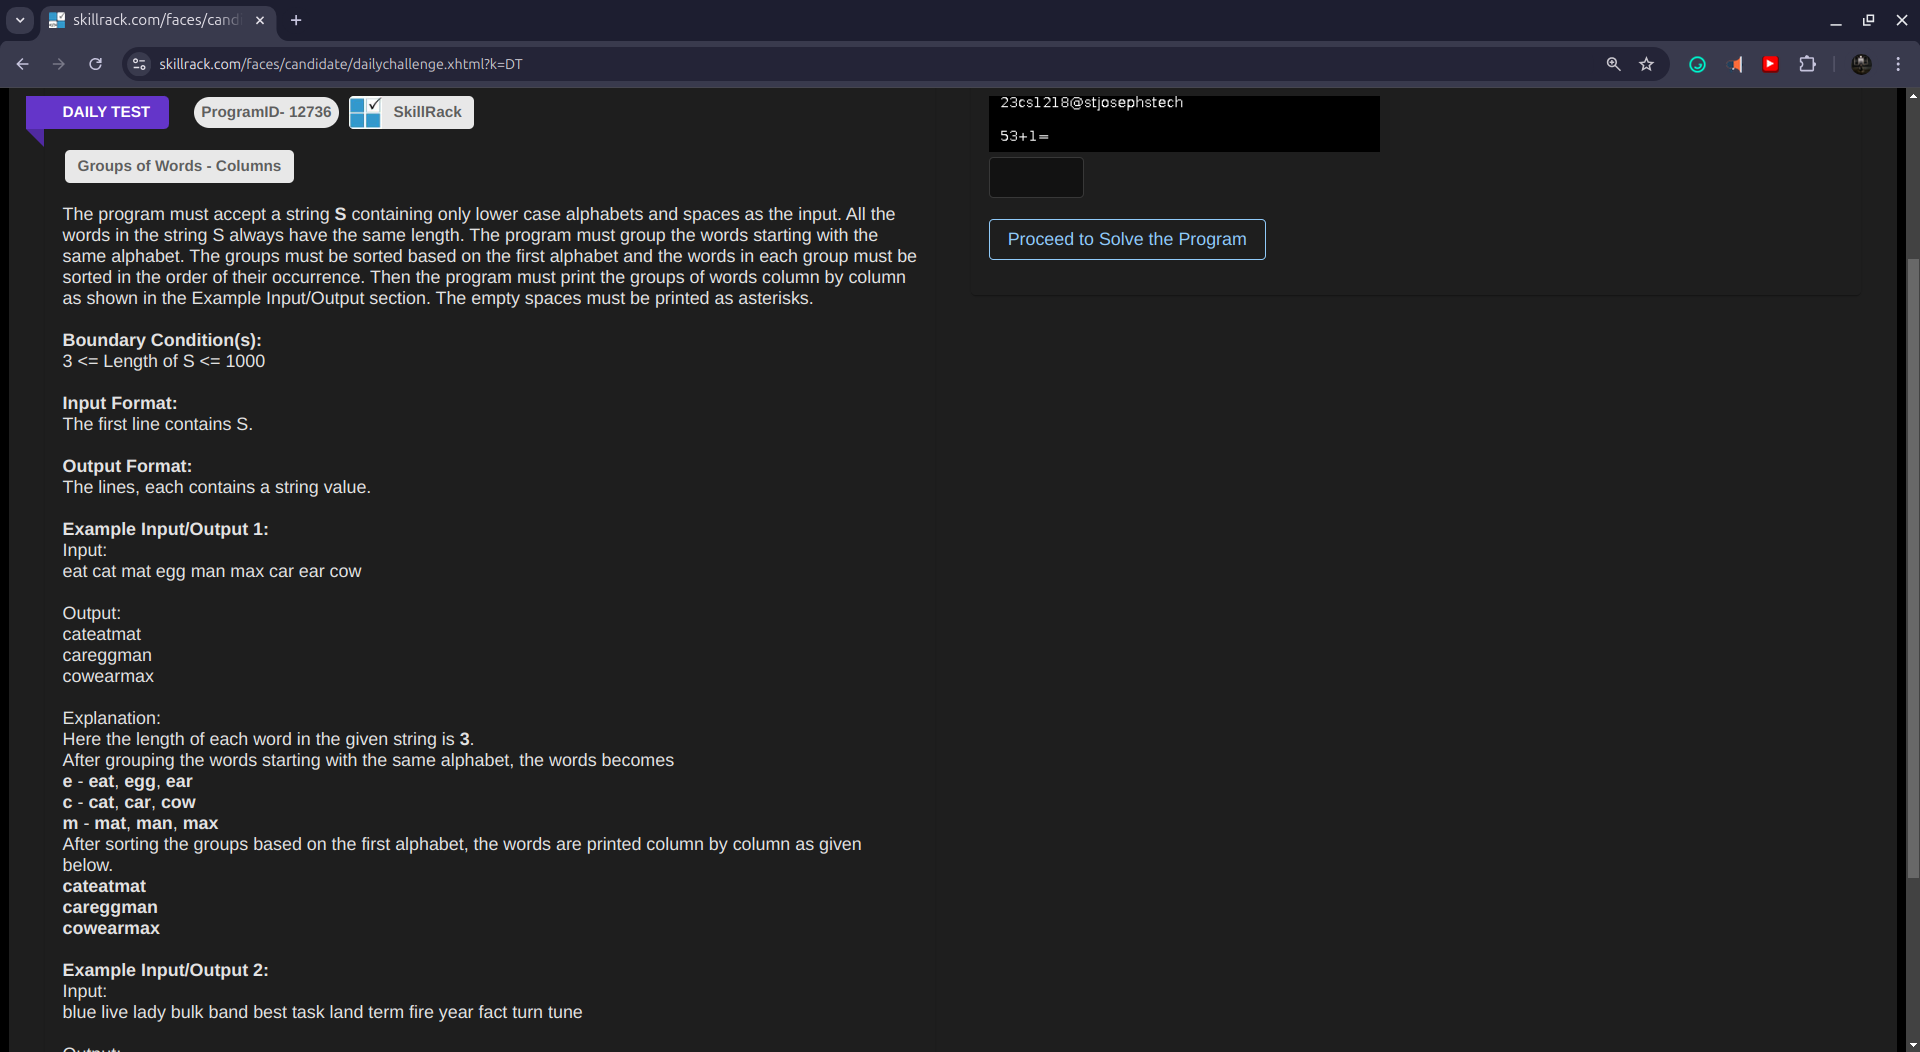 skillrack.com/faces/cand
skillrack.com/faces/candidate/dailychallenge.xhtml?k=DT
DAILY TEST
ProgramID- 12736
SkillRack
Groups of Words - Columns
The program must accept a string S containing only lower case alphabets and spaces as the input. All the
words in the string S always have the same length. The program must group the words starting with the
same alphabet. The groups must be sorted based on the first alphabet and the words in each group must be
sorted in the order of their occurrence. Then the program must print the groups of words column by column
as shown in the Example Input/Output section. The empty spaces must be printed as asterisks.
Boundary Condition(s):
3 <= Length of S <= 1000
Input Format:
The first line contains S.
Output Format:
The lines, each contains a string value.
Example Input/Output 1:
Input:
eat cat mat egg man max car ear cow
Output:
cateatmat
careggman
cowearmax
Explanation:
Here the length of each word in the given string is 3.
After grouping the words starting with the same alphabet, the words becomes
e - eat, egg, ear
c - cat, car, cow
m - mat, man, max
After sorting the groups based on the first alphabet, the words are printed column by column as given
below.
cateatmat
careggman
cowearmax
Example Input/Output 2:
Input:
blue live lady bulk band best task land term fire year fact turn tune
Output:
23cs1218@stjosephstech
53+1=
Proceed to Solve the Program